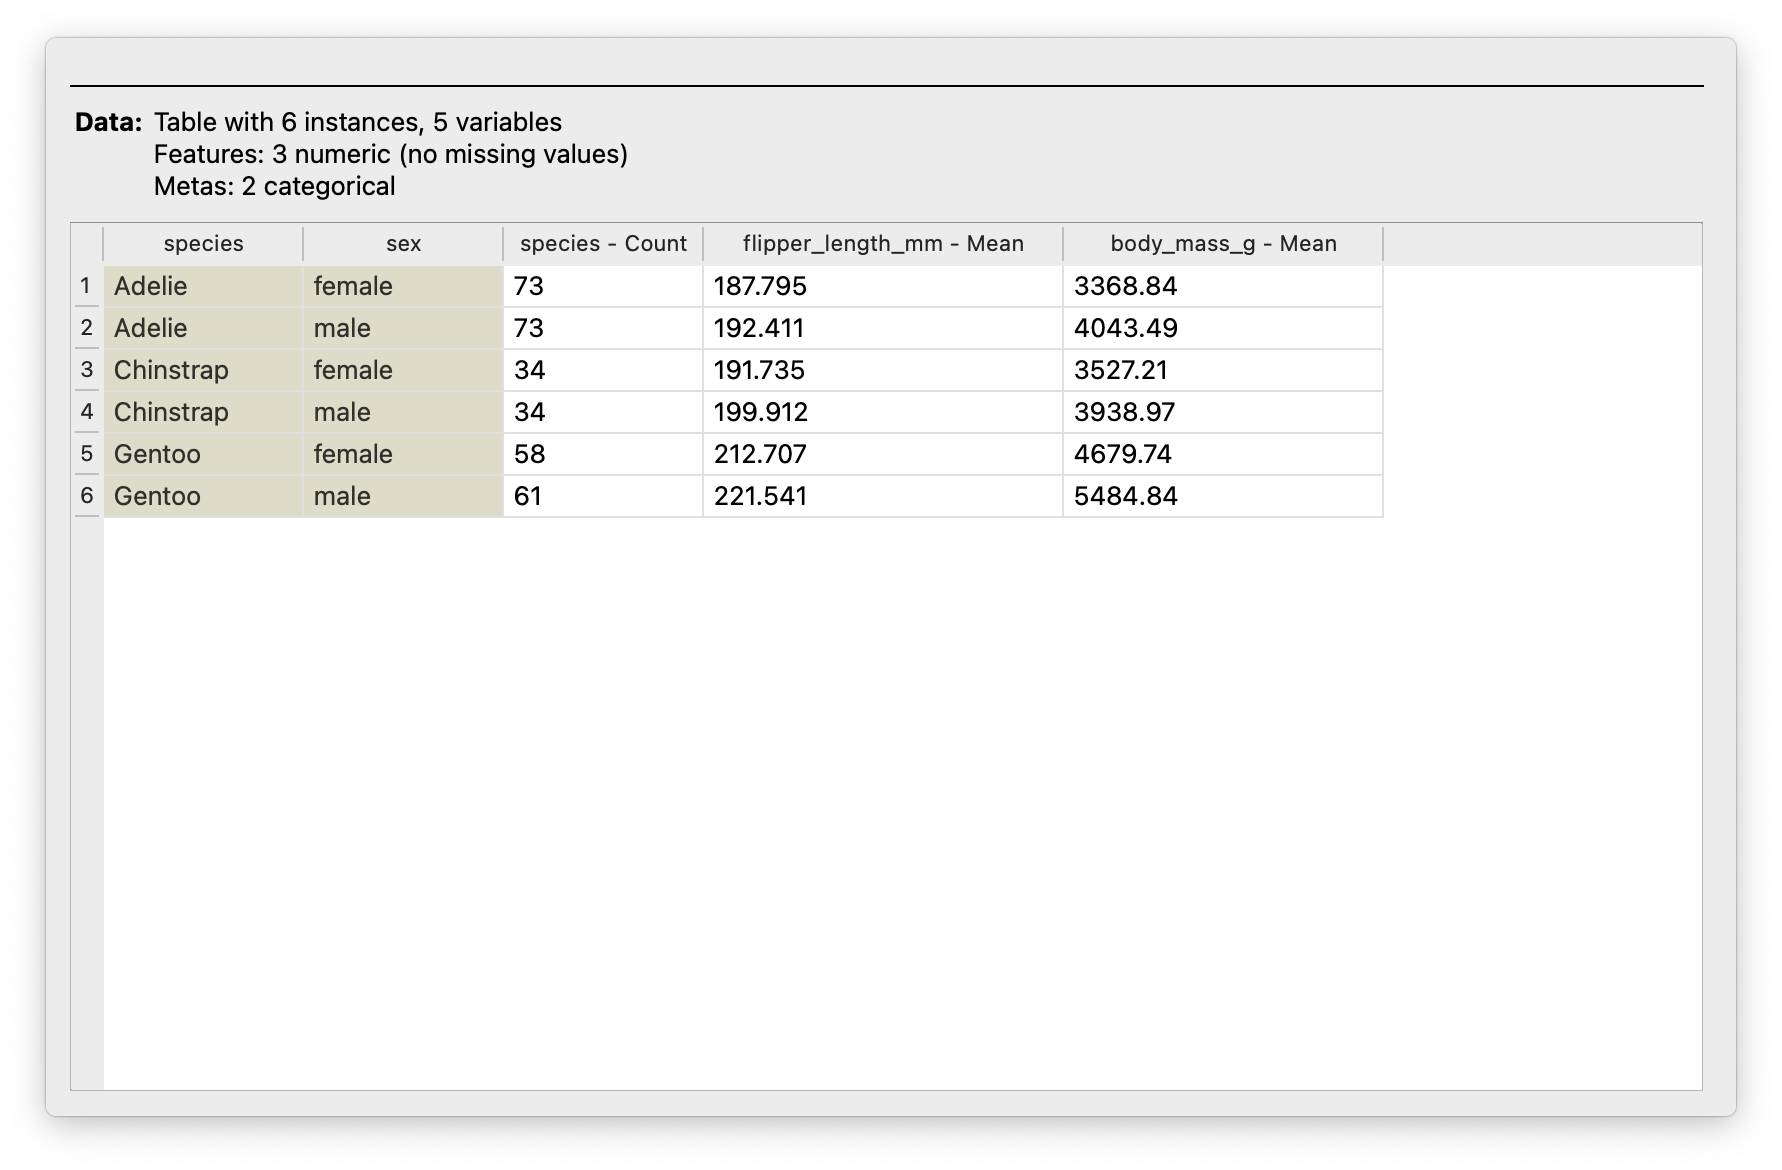 Data: Table with 6 instances, 5 variables
Features: 3 numeric (no missing values)
Metas: 2 categorical
species sex species - Count flipper_length_mm - Mean body_mass_g - Mean
1 Adelie female 73 187.795 3368.84
2 Adelie male 73 192.411 4043.49
3 Chinstrap female 34 191.735 3527.21
4 Chinstrap male 34 199.912 3938.97
5 Gentoo female 58 212.707 4679.74
6 Gentoo male 61 221.541 5484.84